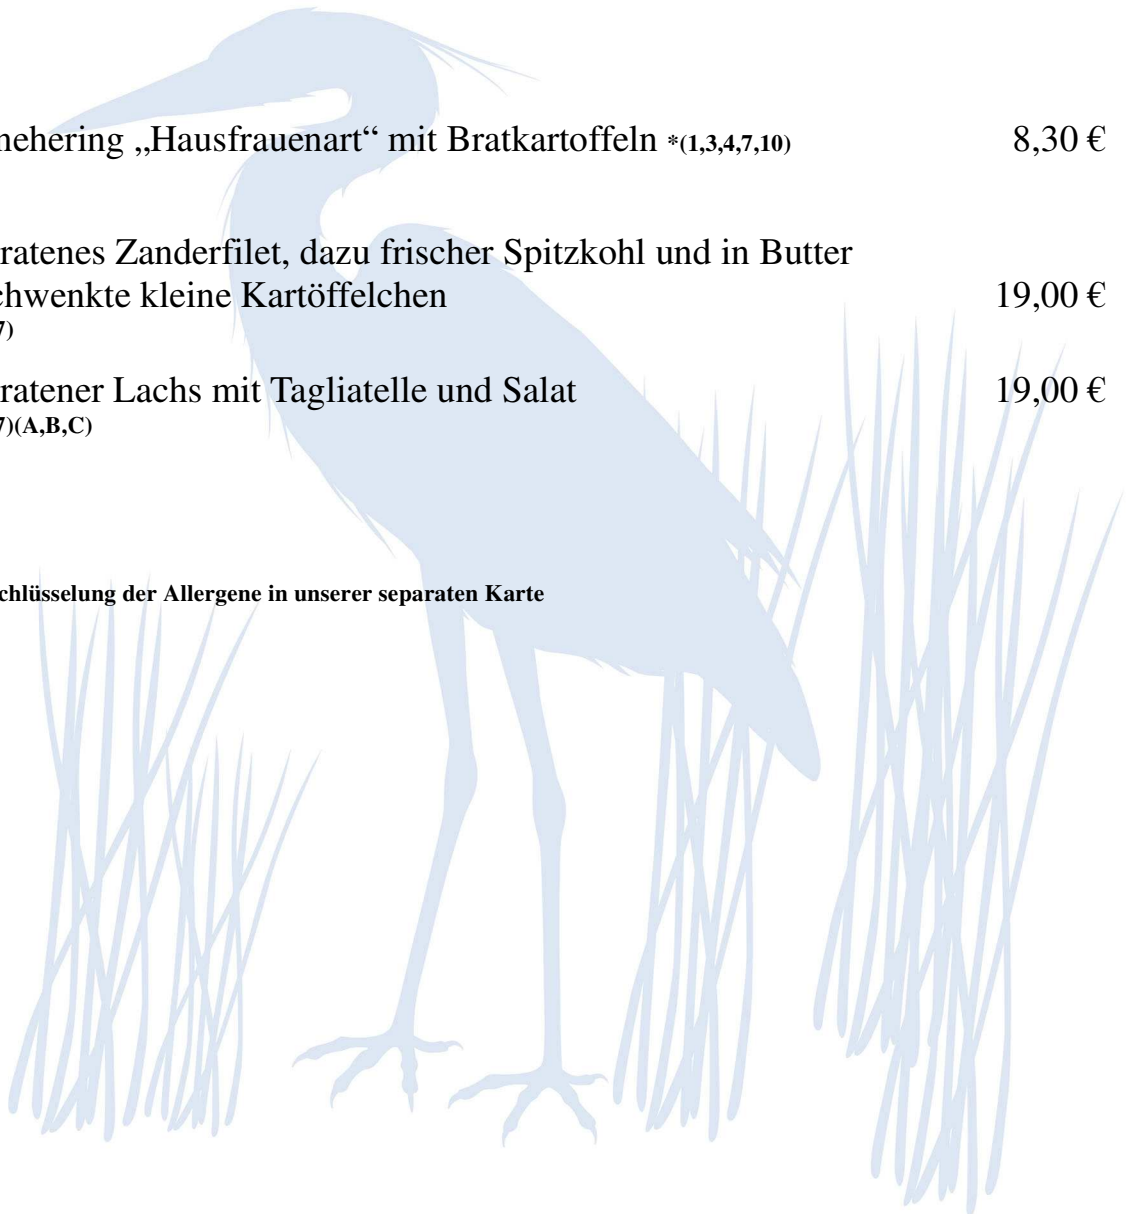 nehering „Hausfrauenart“ mit Bratkartoffeln *(1,3,4,7,10) 8,30 €
ratenes Zanderfilet, dazu frischer Spitzkohl und in Butter
chwenkte kleine Kartöffelchen 19,00 €
7)
ratener Lachs mit Tagliatelle und Salat 19,00 €
7)(A,B,C)
chlüsselung der Allergene in unserer separaten Karte